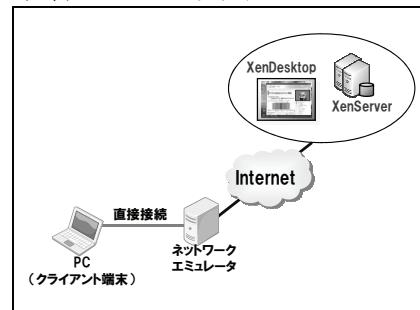 XenDesktop
XenServer
Internet
直接接続
PC
（クライアント端末）
ネットワーク
エミュレータ